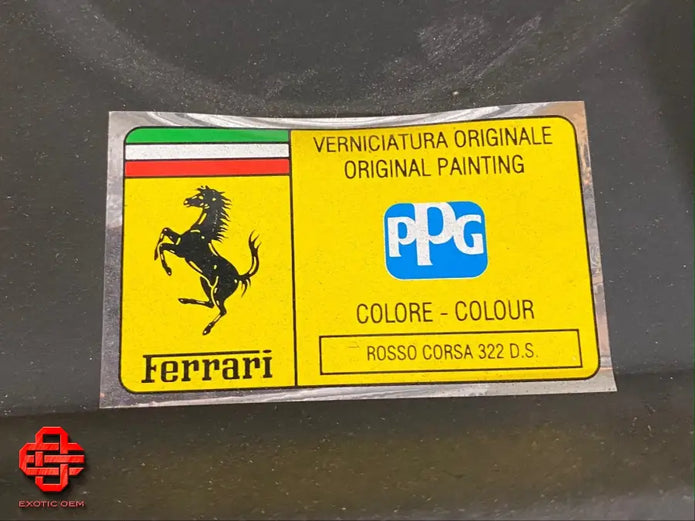 VERNICIATURA ORIGINALE
ORIGINAL PAINTING
PPG
COLORE - COLOUR
ROSSO CORSA 322 D.S.
Ferrari
EXOTIC OEM